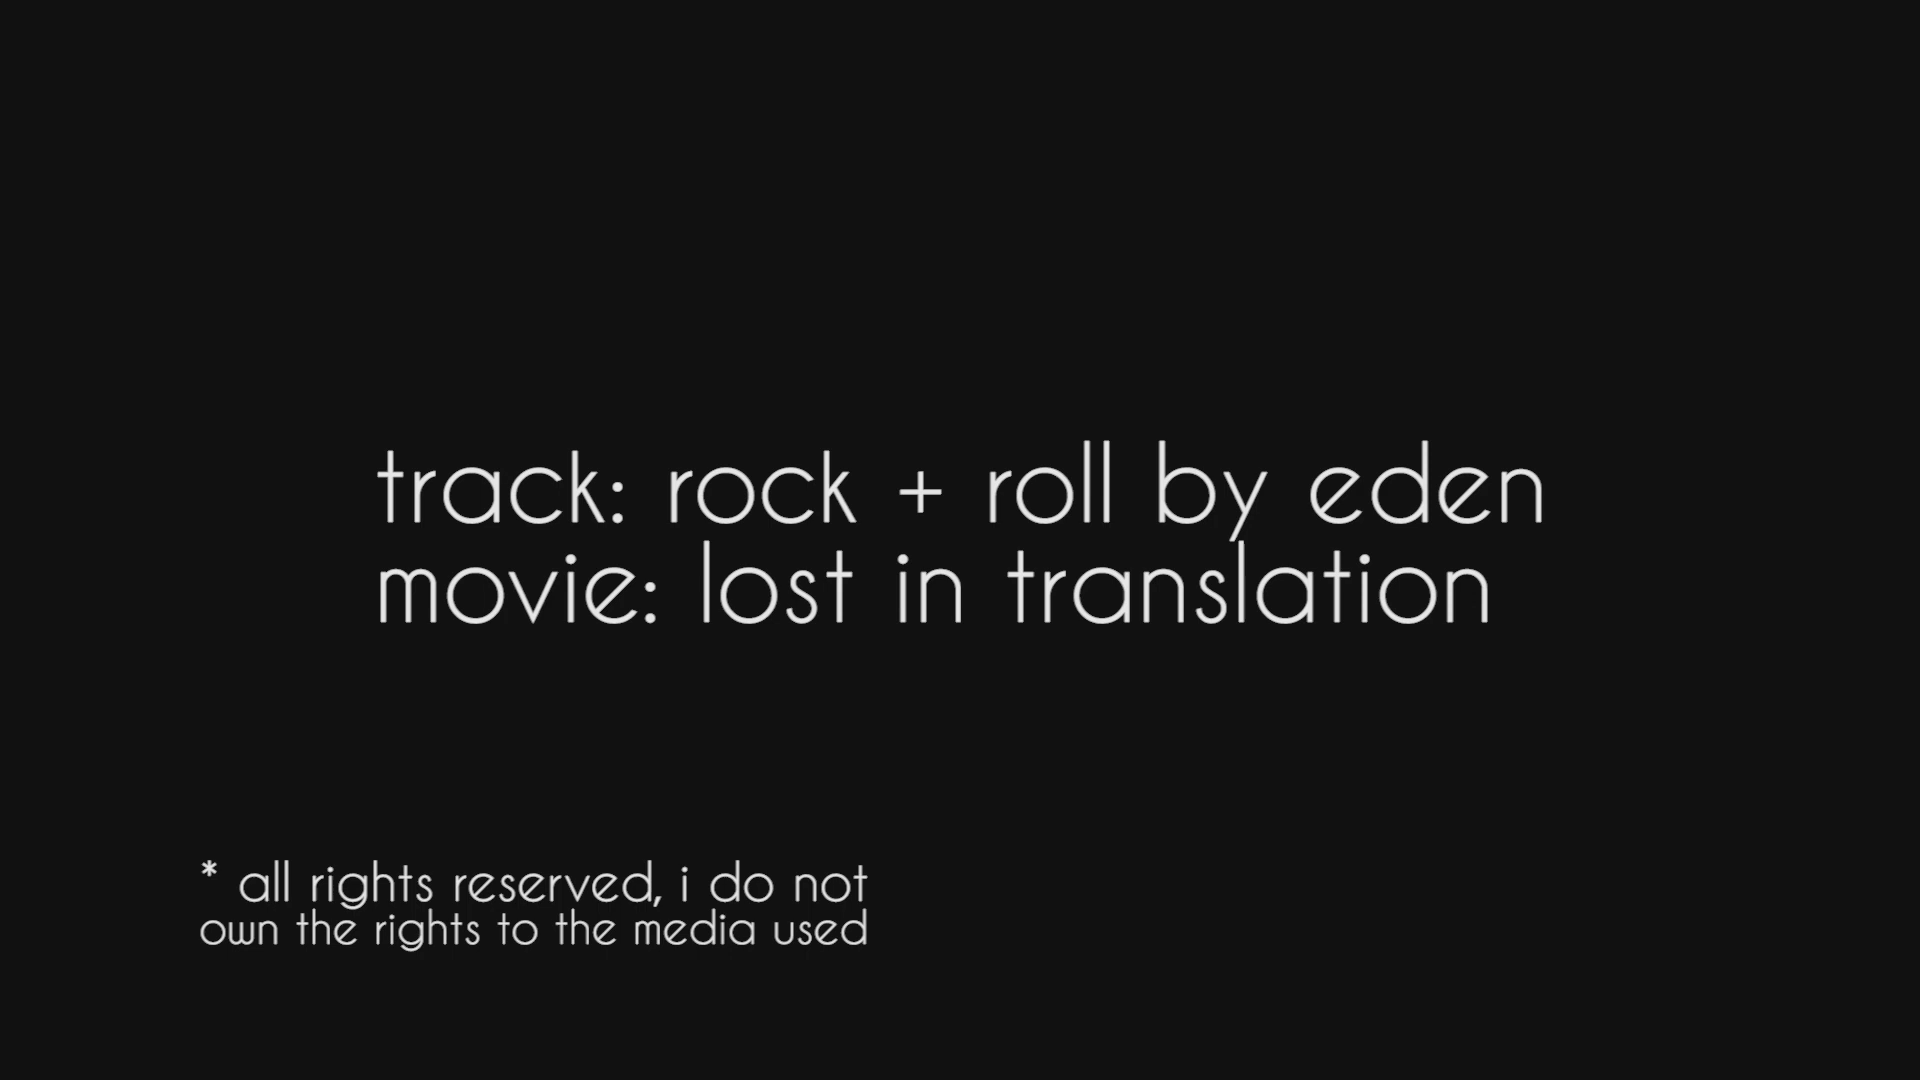 track: rock + roll by eden
movie: lost in translation
* all rights reserved, i do not
own the rights to the media used